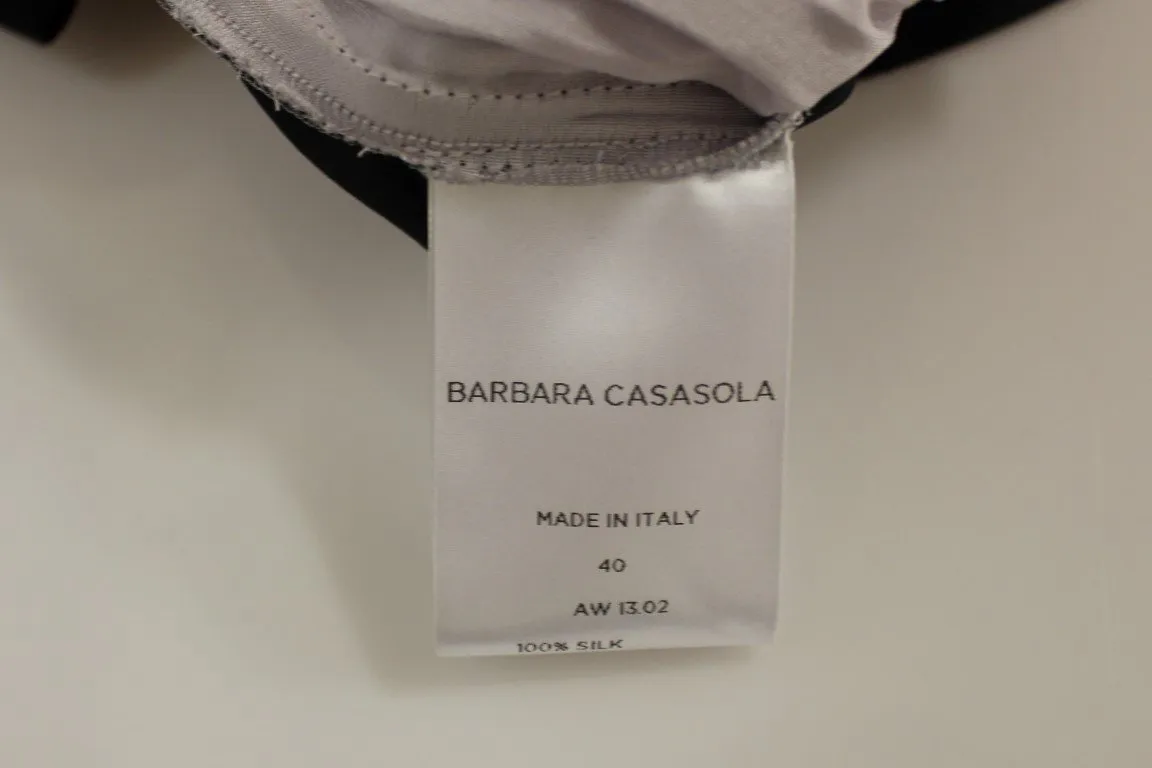 BARBARA CASASOLA
MADE IN ITALY
40
AW 13.02
100% SILK